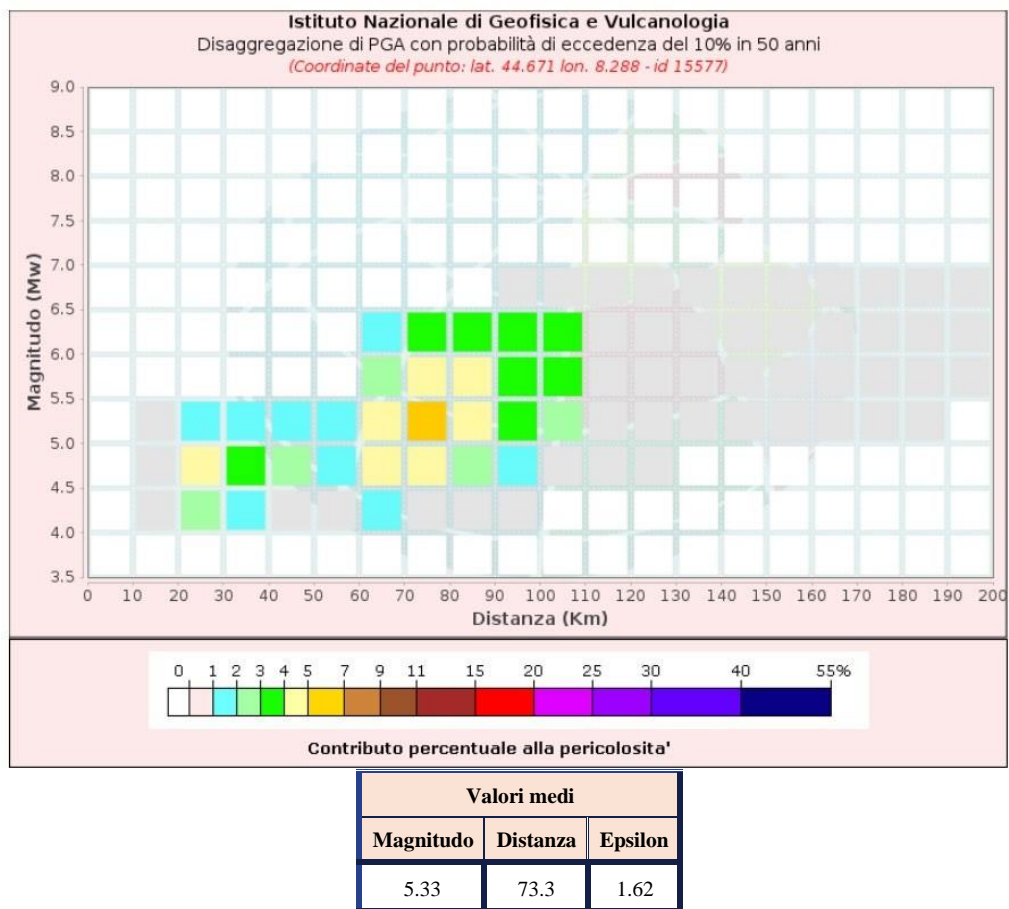 Istituto Nazionale di Geofisica e Vulcanologia
Disaggregazione di PGA con probabilità di eccedenza del 10% in 50 anni
(Coordinate del punto: lat. 44.671 lon. 8.288 - id 15577)
9.0
8.5
8.0
7.5
7.0
6.5
6.0
5.5
5.0
4.5
4.0
3.5
Magnitudo (Mw)
0 10 20 30 40 50 60 70 80 90 100 110 120 130 140 150 160 170 180 190 200
Distanza (Km)
0 1 2 3 4 5 7 9 11 15 20 25 30 40 55%
Contributo percentuale alla pericolosita'
Valori medi
Magnitudo Distanza Epsilon
5.33 73.3 1.62